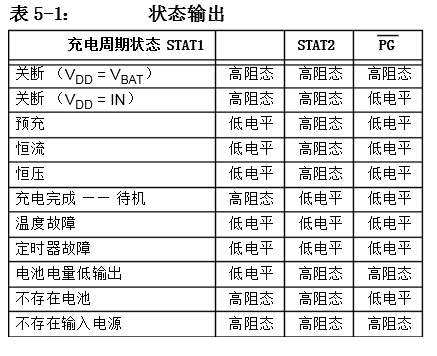 表 5-1: 状态输出
充电周期状态 STAT1 STAT2 PG
关断 （VDD = VBAT） 高阻态 高阻态 高阻态
关断 （VDD = IN） 高阻态 高阻态 低电平
预充 低电平 高阻态 低电平
恒流 低电平 高阻态 低电平
恒压 低电平 高阻态 低电平
充电完成 —— 待机 高阻态 低电平 低电平
温度故障 低电平 低电平 低电平
定时器故障 低电平 低电平 低电平
电池电量低输出 低电平 高阻态 高阻态
不存在电池 高阻态 高阻态 低电平
不存在输入电源 高阻态 高阻态 高阻态